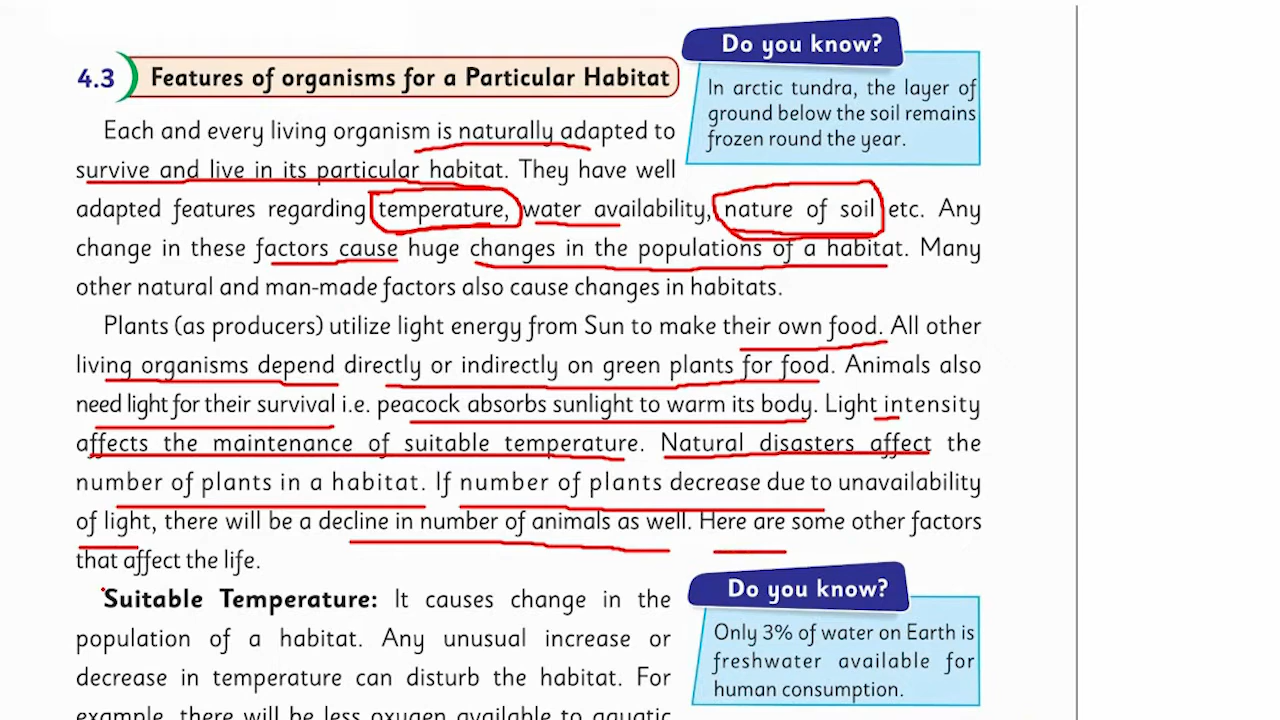 4.3 Features of organisms for a Particular Habitat
Do you know?
In arctic tundra, the layer of
ground below the soil remains
frozen round the year.
Each and every living organism is naturally adapted to
survive and live in its particular habitat. They have well
adapted features regarding temperature, water availability, nature of soil etc. Any
change in these factors cause huge changes in the populations of a habitat. Many
other natural and man-made factors also cause changes in habitats.
Plants (as producers) utilize light energy from Sun to make their own food. All other
living organisms depend directly or indirectly on green plants for food. Animals also
need light for their survival i.e. peacock absorbs sunlight to warm its body. Light intensity
affects the maintenance of suitable temperature. Natural disasters affect the
number of plants in a habitat. If number of plants decrease due to unavailability
of light, there will be a decline in number of animals as well. Here are some other factors
that affect the life.
Suitable Temperature: It causes change in the
population of a habitat. Any unusual increase or
decrease in temperature can disturb the habitat. For
example, there will be less oxygen available to aquatic
Do you know?
Only 3% of water on Earth is
freshwater available for
human consumption.